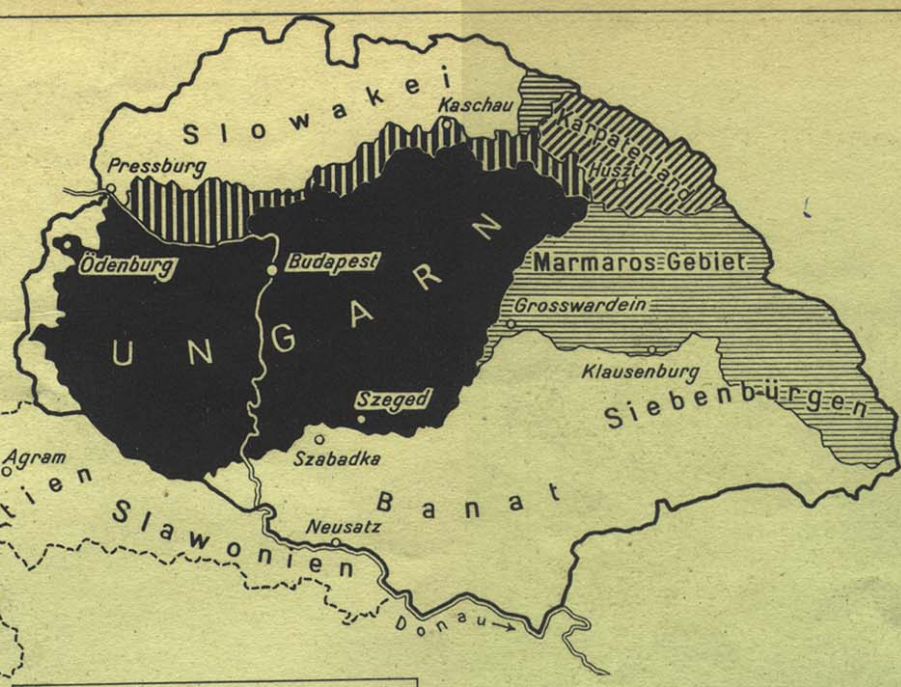 Slowakei
Kaschau
Karpatenland
Huszt
Pressburg
Ödenburg
Budapest
UNGARN
Marmaros-Gebiet
Grosswardein
Klausenburg
Siebenbürgen
Szeged
Szabadka
Agram
tien
Banat
Slawonien
Neusatz
Donau